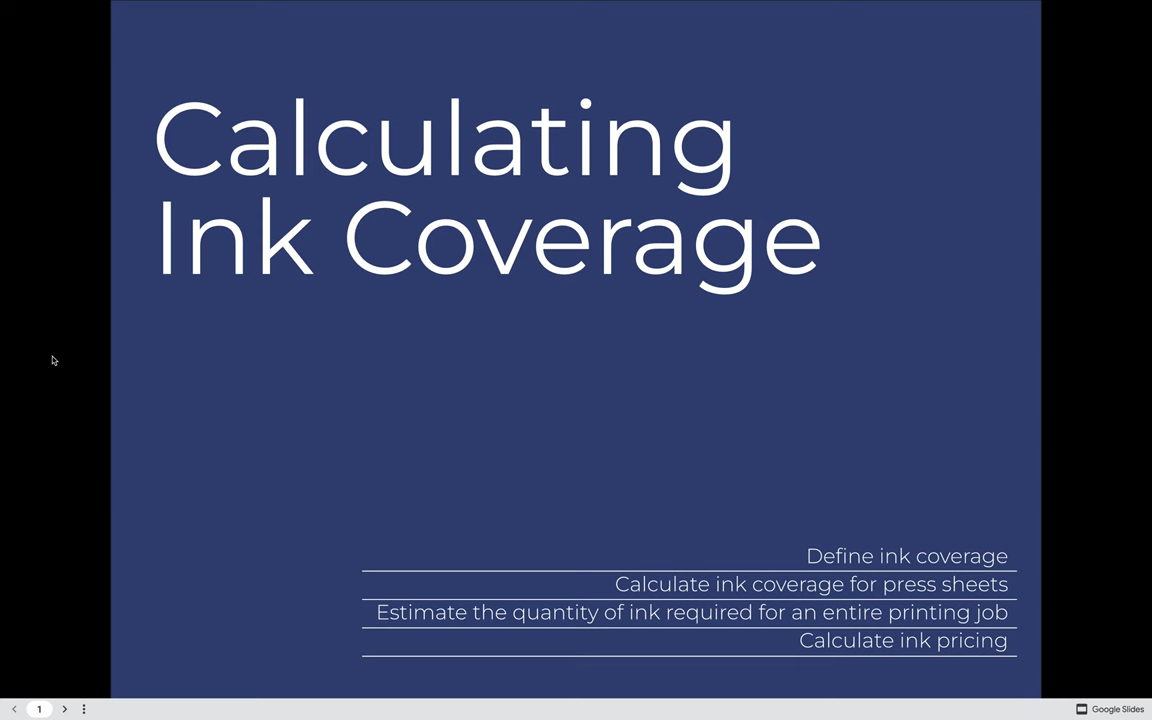 Calculating
Ink Coverage
Define ink coverage
Calculate ink coverage for press sheets
Estimate the quantity of ink required for an entire printing job
Calculate ink pricing
1
Google Slides